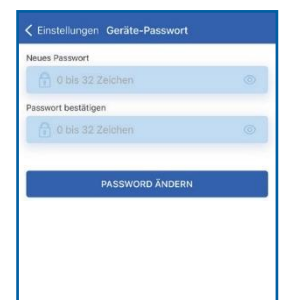 Einstellungen Geräte-Passwort
Neues Passwort
0 bis 32 Zeichen
Passwort bestätigen
0 bis 32 Zeichen
PASSWORD ÄNDERN